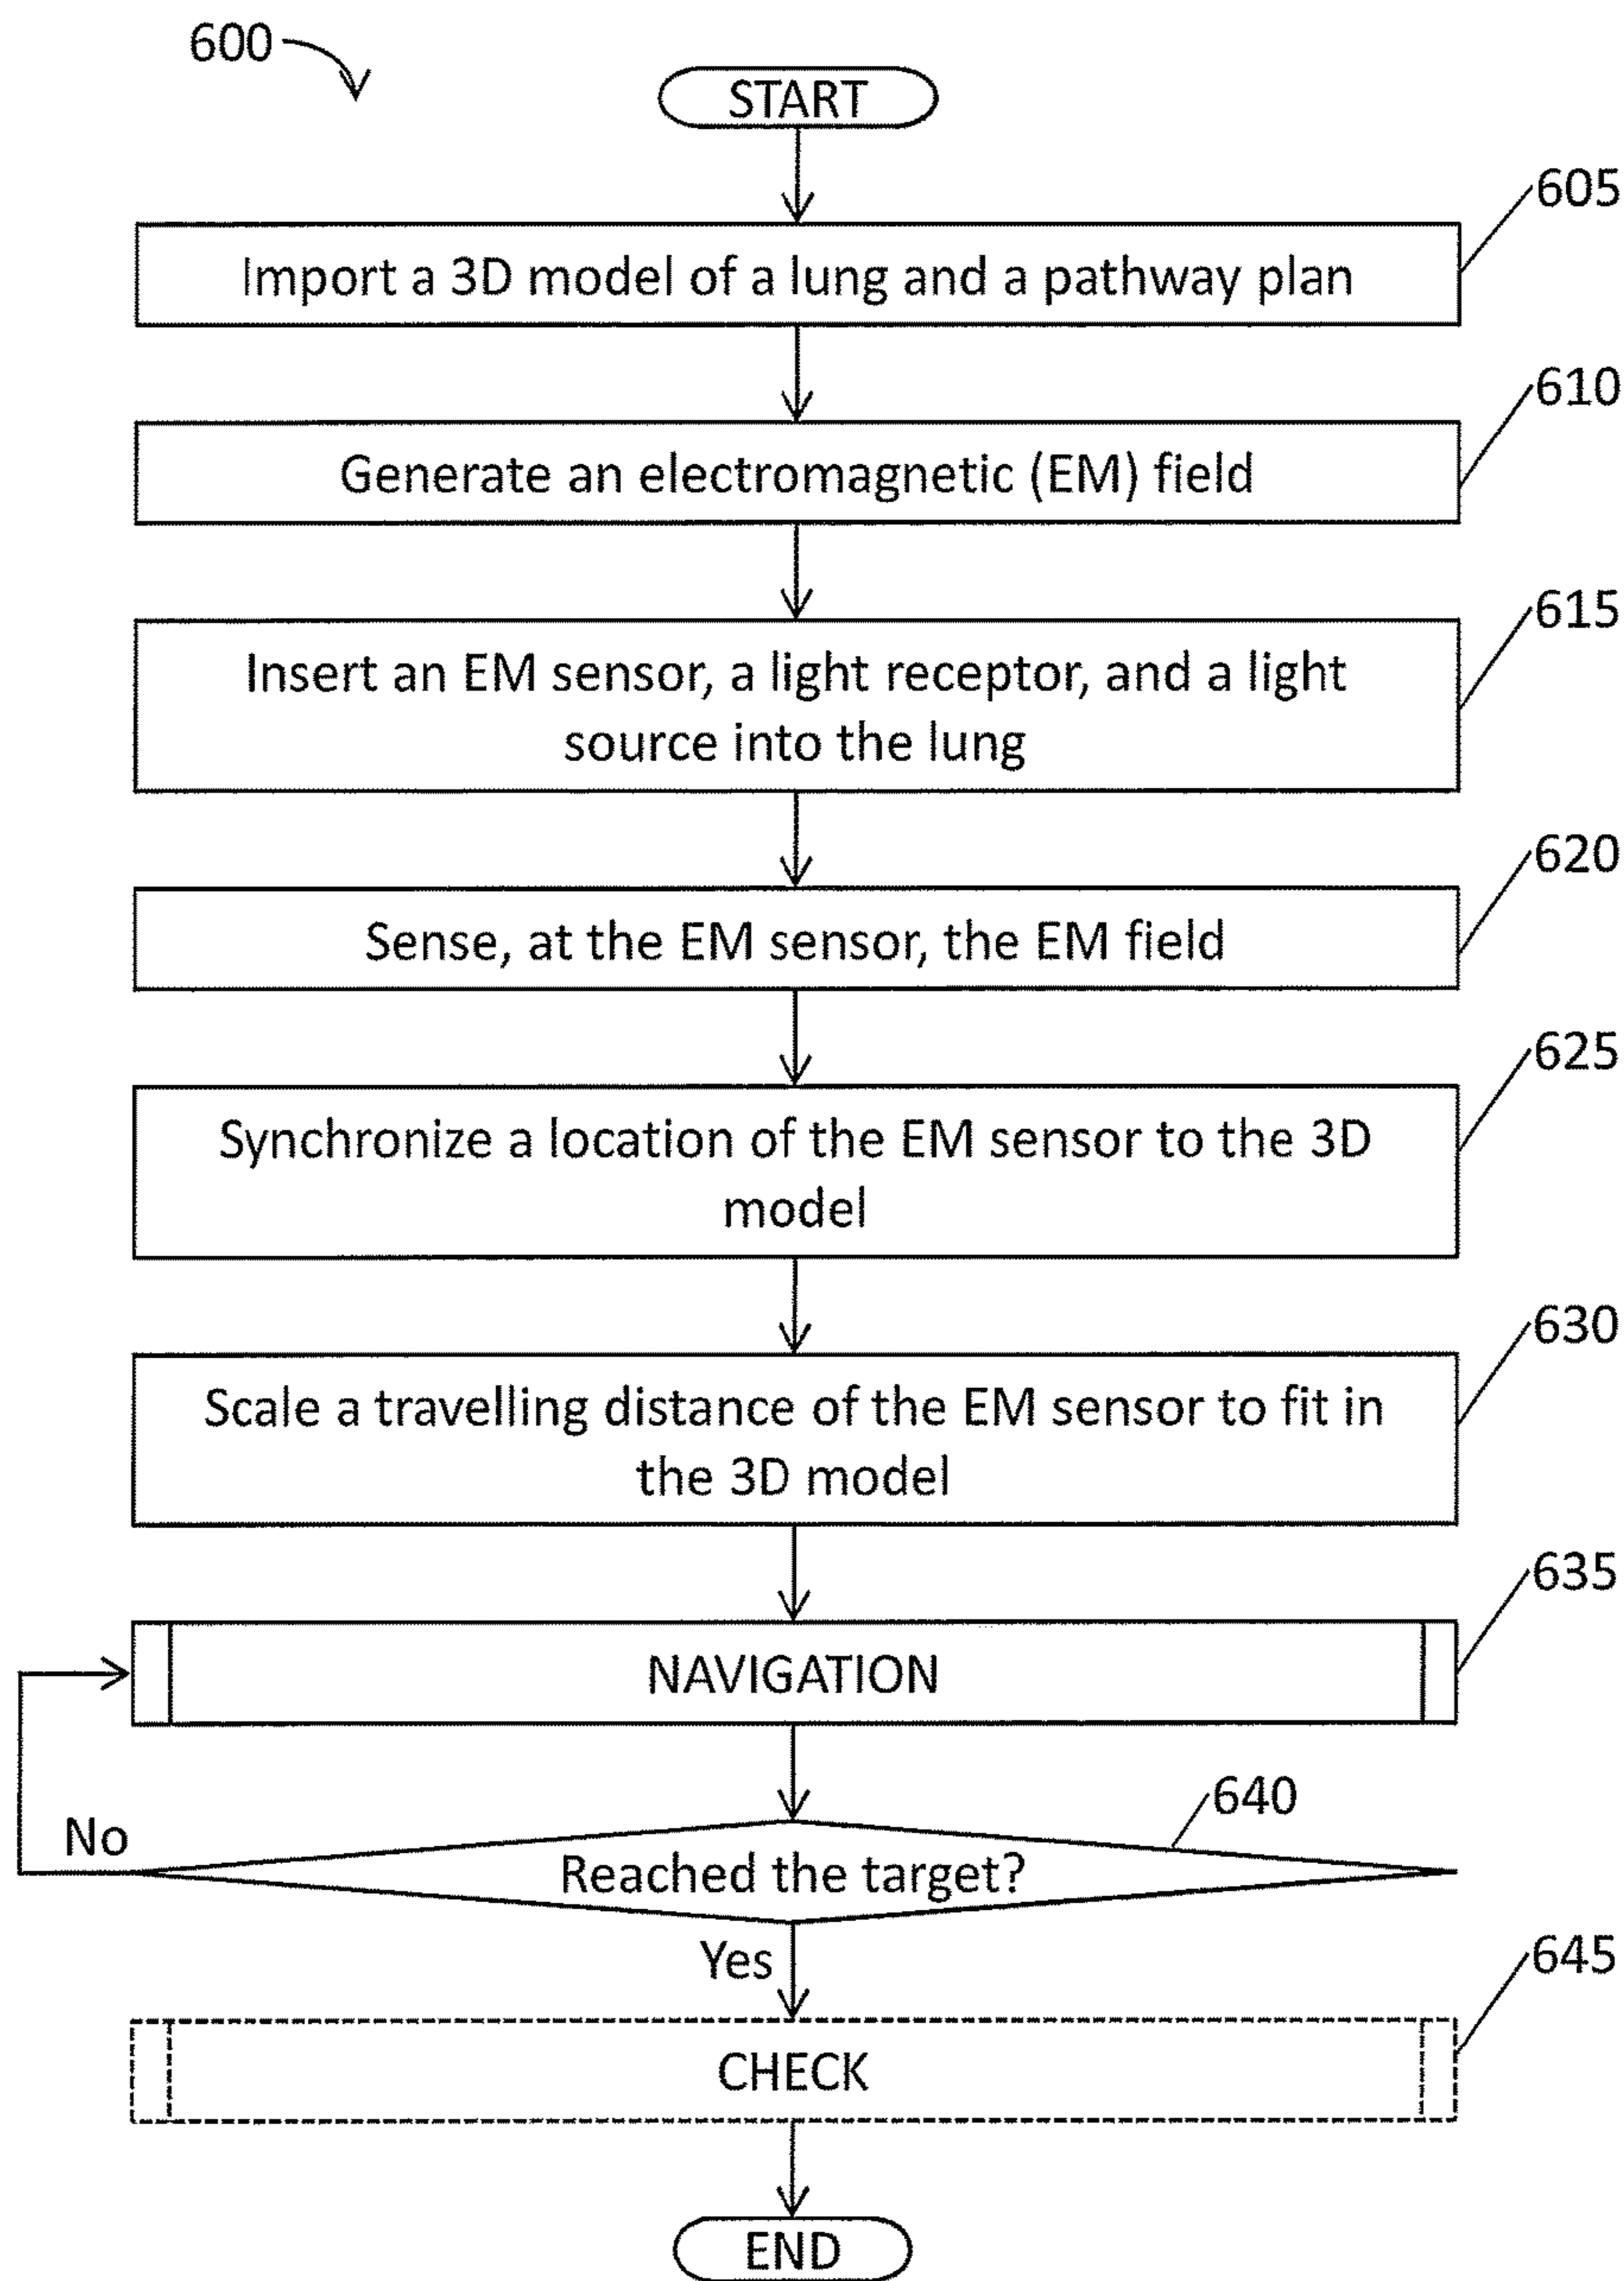 600
START
605
Import a 3D model of a lung and a pathway plan
610
Generate an electromagnetic (EM) field
615
Insert an EM sensor, a light receptor, and a light
source into the lung
620
Sense, at the EM sensor, the EM field
625
Synchronize a location of the EM sensor to the 3D
model
630
Scale a travelling distance of the EM sensor to fit in
the 3D model
635
NAVIGATION
640
No
Reached the target?
Yes
645
CHECK
END